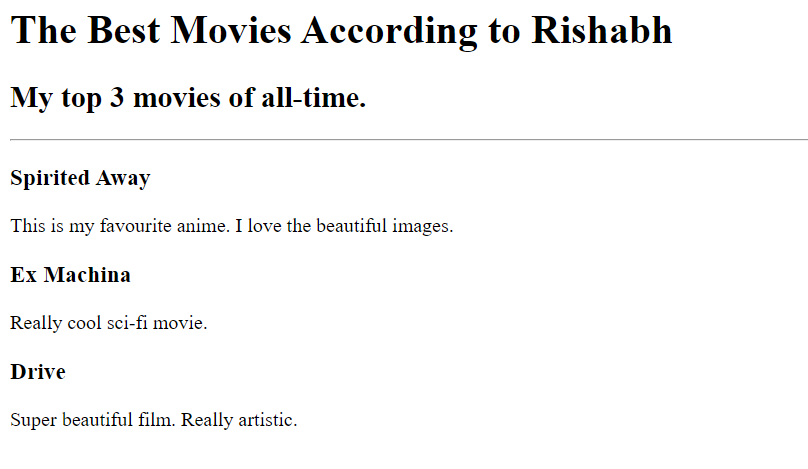 The Best Movies According to Rishabh
My top 3 movies of all-time.
Spirited Away
This is my favourite anime. I love the beautiful images.
Ex Machina
Really cool sci-fi movie.
Drive
Super beautiful film. Really artistic.